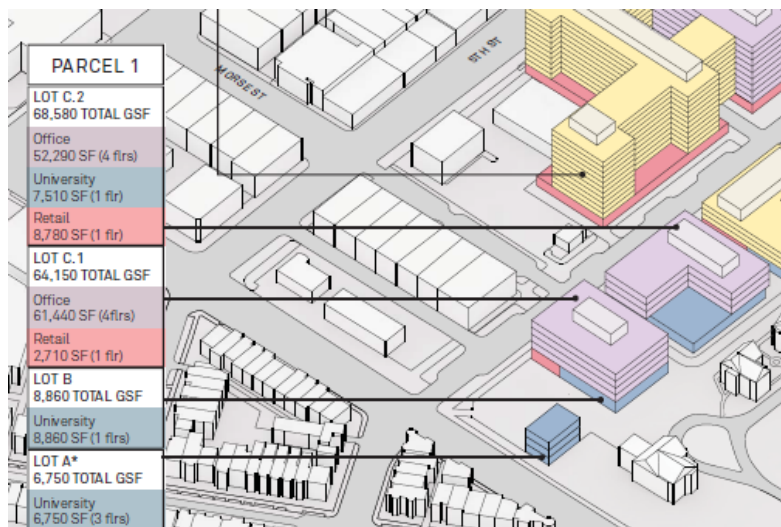 MORSE ST
5TH ST
PARCEL 1
LOT C.2
68,580 TOTAL GSF
Office
52,290 SF (4 flrs)
University
7,510 SF (1 flr)
Retail
8,780 SF (1 flr)
LOT C.1
64,150 TOTAL GSF
Office
61,440 SF (4flrs)
Retail
2,710 SF (1 flr)
LOT B
8,860 TOTAL GSF
University
8,860 SF (1 flrs)
LOT A*
6,750 TOTAL GSF
University
6,750 SF (3 flrs)